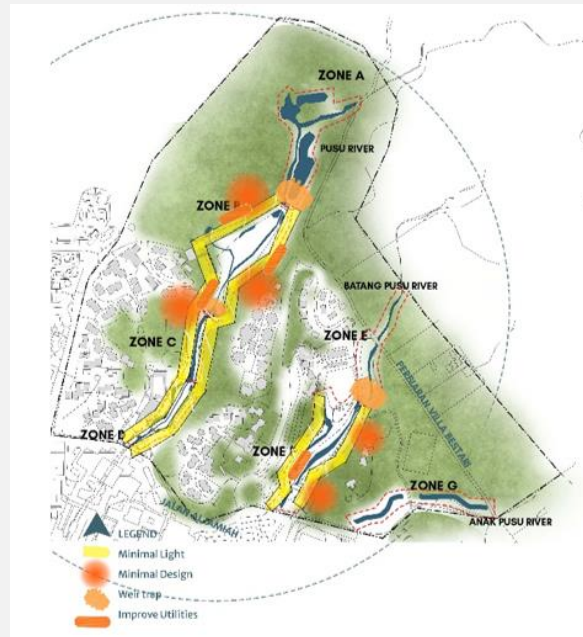 ZONE A
PUSU RIVER
ZONE
BATANG PUSU RIVER
ZONE E
ZONE C
PERSIARAN VILLA BESTARI
ZONE D
ZONE
ZONE G
ANAK PUSU RIVER
JALAN
LEGEND
Minimal Light
Minimal Design
Weir trap
Improve Utilities